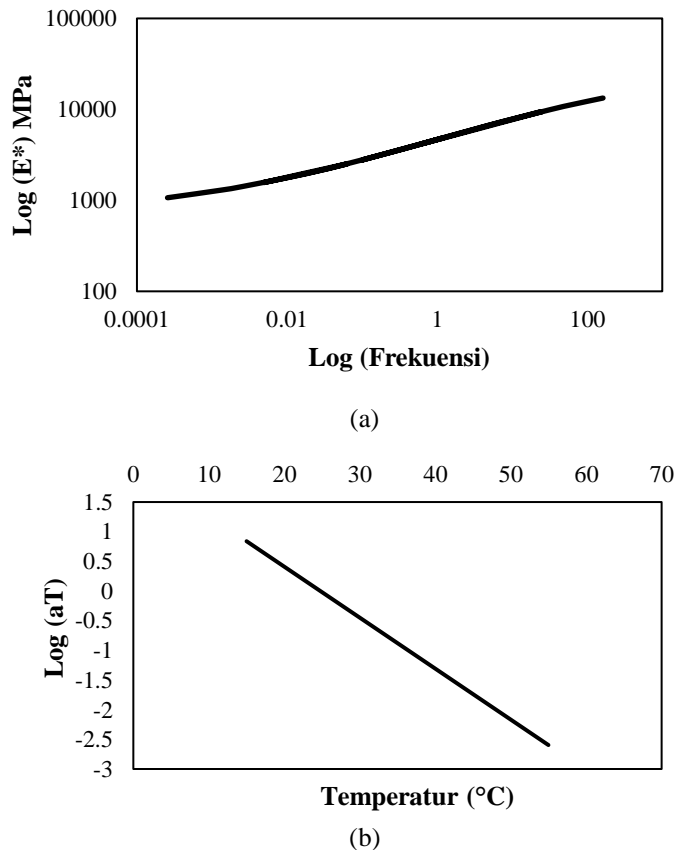 100000
10000
1000
100
Log (E*) MPa
0.0001 0.01 1 100
Log (Frekuensi)
(a)
0 10 20 30 40 50 60 70
1.5
1
0.5
0
-0.5
-1
-1.5
-2
-2.5
-3
Log (aT)
Temperatur (°C)
(b)